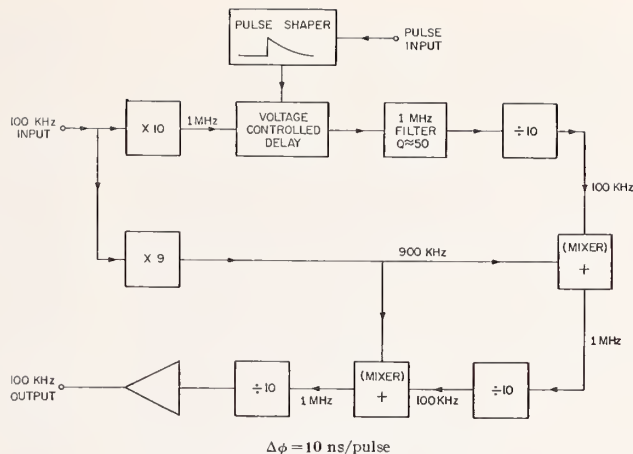 PULSE SHAPER
PULSE
INPUT
100 KHz
INPUT
X 10
1 MHz
VOLTAGE
CONTROLLED
DELAY
1 MHz
FILTER
Q≈50
÷10
100 KHz
X 9
900 KHz
(MIXER)
+
1 MHz
100 KHz
OUTPUT
÷10
1 MHz
(MIXER)
+
100 KHz
÷10
Δϕ=10 ns/pulse